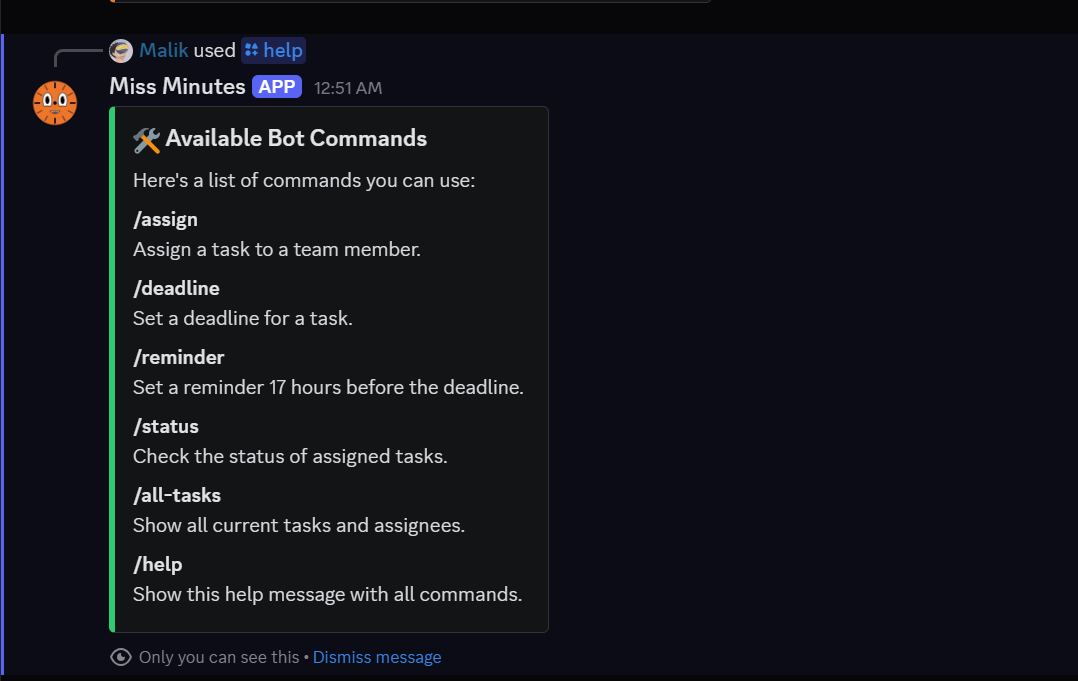 Malik used help
Miss Minutes APP 12:51 AM
Available Bot Commands
Here's a list of commands you can use:
/assign
Assign a task to a team member.
/deadline
Set a deadline for a task.
/reminder
Set a reminder 17 hours before the deadline.
/status
Check the status of assigned tasks.
/all-tasks
Show all current tasks and assignees.
/help
Show this help message with all commands.
Only you can see this • Dismiss message